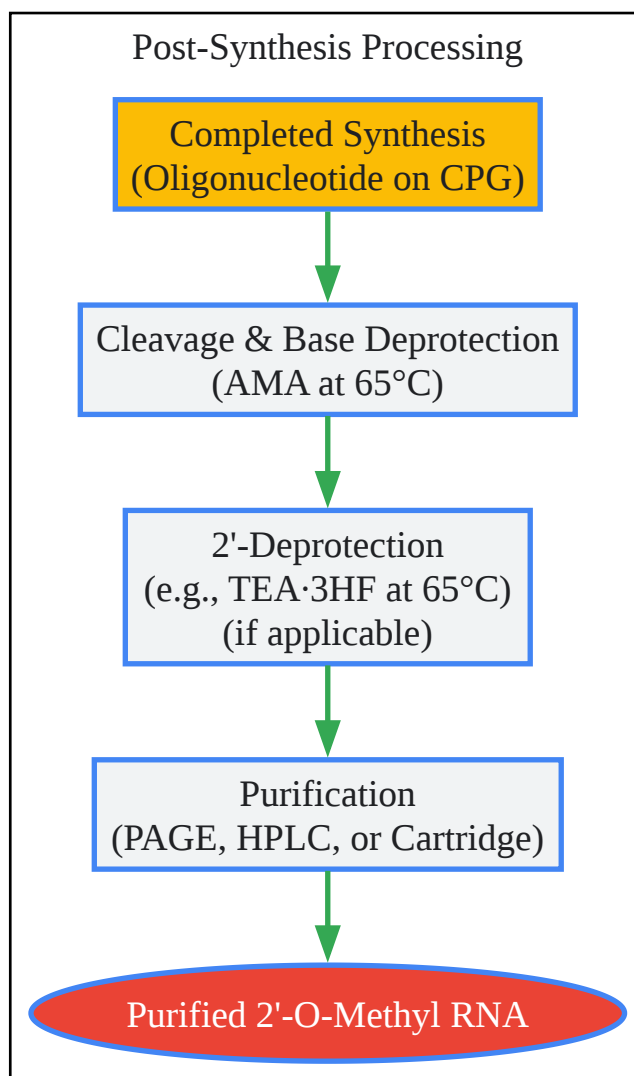 Post-Synthesis Processing
Completed Synthesis
(Oligonucleotide on CPG)
Cleavage & Base Deprotection
(AMA at 65°C)
2'-Deprotection
(e.g., TEA·3HF at 65°C)
(if applicable)
Purification
(PAGE, HPLC, or Cartridge)
Purified 2'-O-Methyl RNA